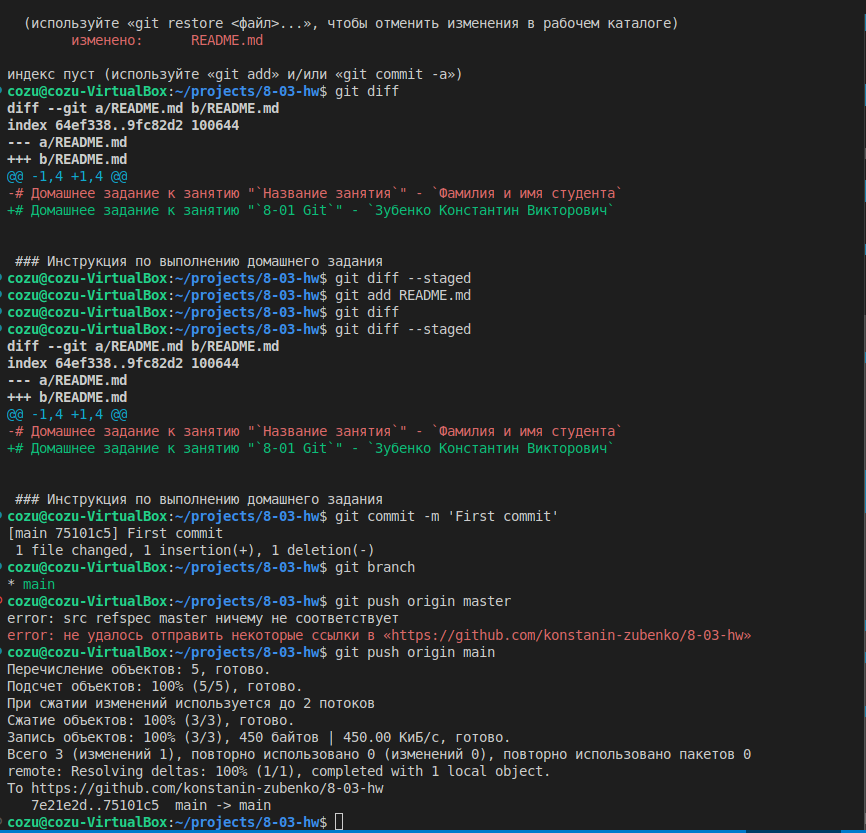 (используйте «git restore <файл>...», чтобы отменить изменения в рабочем каталоге)
изменено:      README.md
индекс пуст (используйте «git add» и/или «git commit -a»)
cozu@cozu-VirtualBox:~/projects/8-03-hw$ git diff
diff --git a/README.md b/README.md
index 64ef338..9fc82d2 100644
--- a/README.md
+++ b/README.md
@@ -1,4 +1,4 @@
-# Домашнее задание к занятию "`Название занятия`" - `Фамилия и имя студента`
+# Домашнее задание к занятию "`8-01 Git`" - `Зубенко Константин Викторович`
### Инструкция по выполнению домашнего задания
cozu@cozu-VirtualBox:~/projects/8-03-hw$ git diff --staged
cozu@cozu-VirtualBox:~/projects/8-03-hw$ git add README.md
cozu@cozu-VirtualBox:~/projects/8-03-hw$ git diff
cozu@cozu-VirtualBox:~/projects/8-03-hw$ git diff --staged
diff --git a/README.md b/README.md
index 64ef338..9fc82d2 100644
--- a/README.md
+++ b/README.md
@@ -1,4 +1,4 @@
-# Домашнее задание к занятию "`Название занятия`" - `Фамилия и имя студента`
+# Домашнее задание к занятию "`8-01 Git`" - `Зубенко Константин Викторович`
### Инструкция по выполнению домашнего задания
cozu@cozu-VirtualBox:~/projects/8-03-hw$ git commit -m 'First commit'
[main 75101c5] First commit
1 file changed, 1 insertion(+), 1 deletion(-)
cozu@cozu-VirtualBox:~/projects/8-03-hw$ git branch
* main
cozu@cozu-VirtualBox:~/projects/8-03-hw$ git push origin master
error: src refspec master ничему не соответствует
error: не удалось отправить некоторые ссылки в «https://github.com/konstanin-zubenko/8-03-hw»
cozu@cozu-VirtualBox:~/projects/8-03-hw$ git push origin main
Перечисление объектов: 5, готово.
Подсчет объектов: 100% (5/5), готово.
При сжатии изменений используется до 2 потоков
Сжатие объектов: 100% (3/3), готово.
Запись объектов: 100% (3/3), 450 байтов | 450.00 КиБ/с, готово.
Всего 3 (изменений 1), повторно использовано 0 (изменений 0), повторно использовано пакетов 0
remote: Resolving deltas: 100% (1/1), completed with 1 local object.
To https://github.com/konstanin-zubenko/8-03-hw
7e21e2d..75101c5  main -> main
cozu@cozu-VirtualBox:~/projects/8-03-hw$